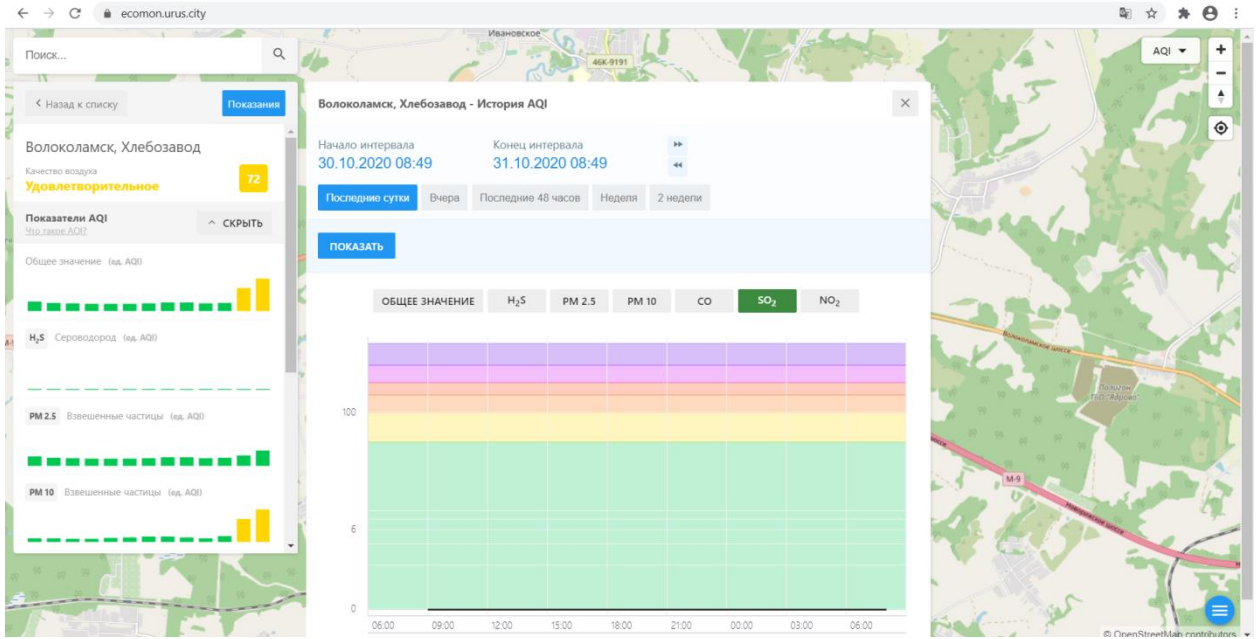 ecomon.urus.city
Поиск...
Ивановское
46К-9191
AQI
Назад к списку
Показания
Волоколамск, Хлебозавод
Качество воздуха
Удовлетворительное
72
Показатели AQI
Что такое AQI?
СКРЫТЬ
Общее значение (ед. AQI)
H₂S Сероводород (ед. AQI)
PM 2.5 Взвешенные частицы (ед. AQI)
PM 10 Взвешенные частицы (ед. AQI)
Волоколамск, Хлебозавод - История AQI
Начало интервала
Конец интервала
30.10.2020 08:49
31.10.2020 08:49
Последние сутки
Вчера
Последние 48 часов
Неделя
2 недели
ПОКАЗАТЬ
ОБЩЕЕ ЗНАЧЕНИЕ H₂S PM 2.5 PM 10 CO SO₂ NO₂
100
6
0
06:00 09:00 12:00 15:00 18:00 21:00 00:00 03:00 06:00
Волоколамское шоссе
Полигон
ТБО "Ядрово"
М-9
Новорижское шоссе
© OpenStreetMap contributors